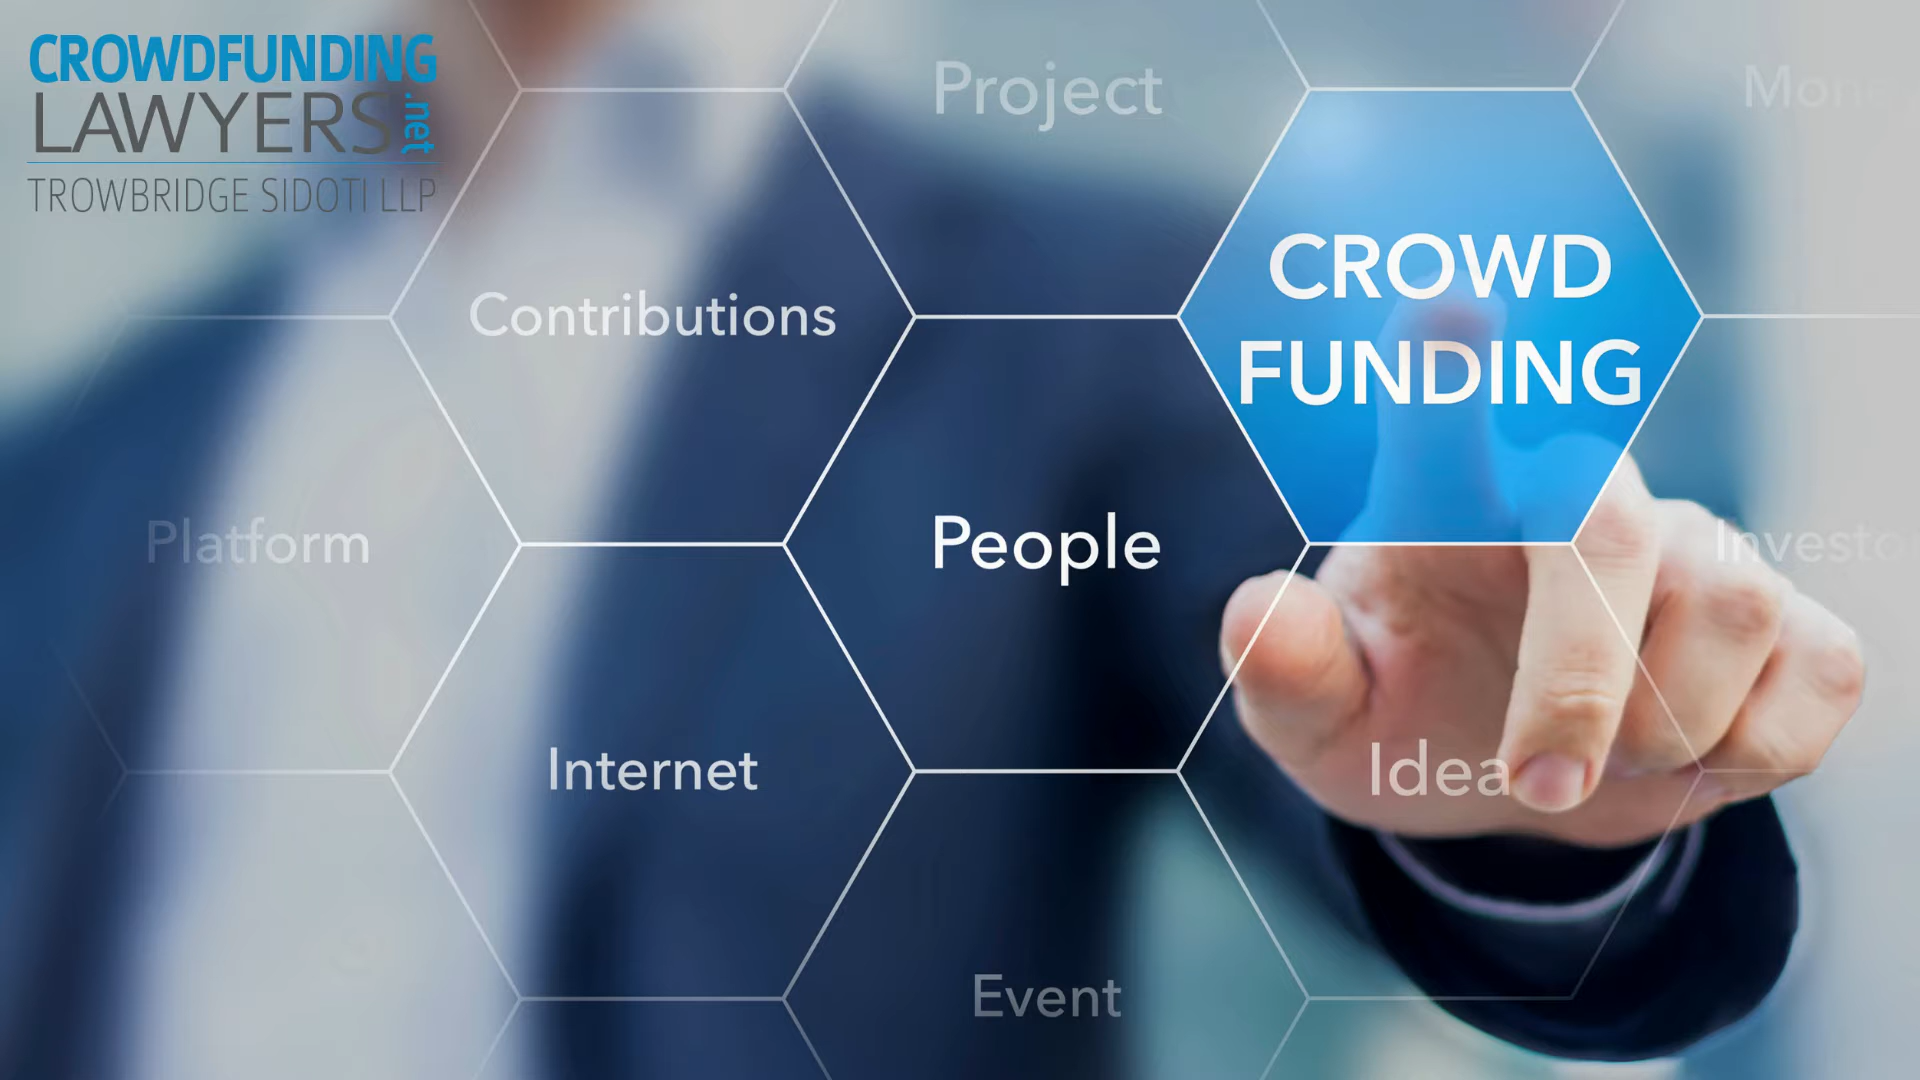 CROWDFUNDING
LAWYERS.net
TROWBRIDGE SIDOTI LLP
Project
CROWD
FUNDING
Contributions
Platform
People
Internet
Idea
Event